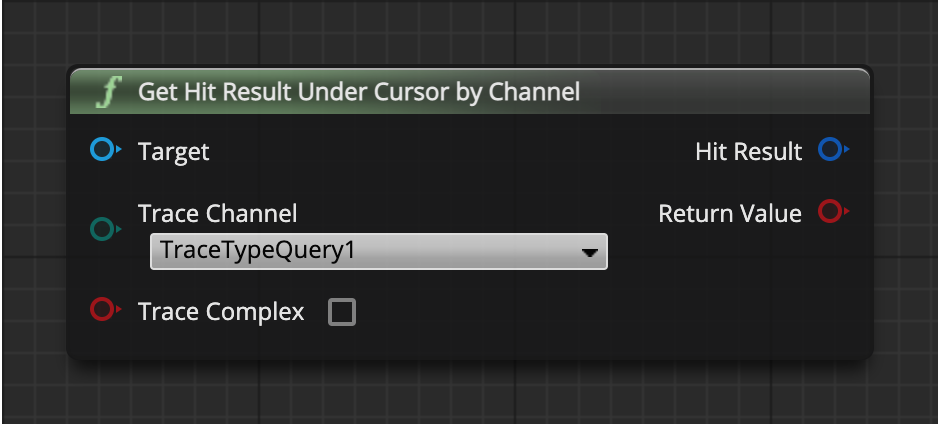 Get Hit Result Under Cursor by Channel
Target
Hit Result
Trace Channel
Return Value
TraceTypeQuery1
Trace Complex